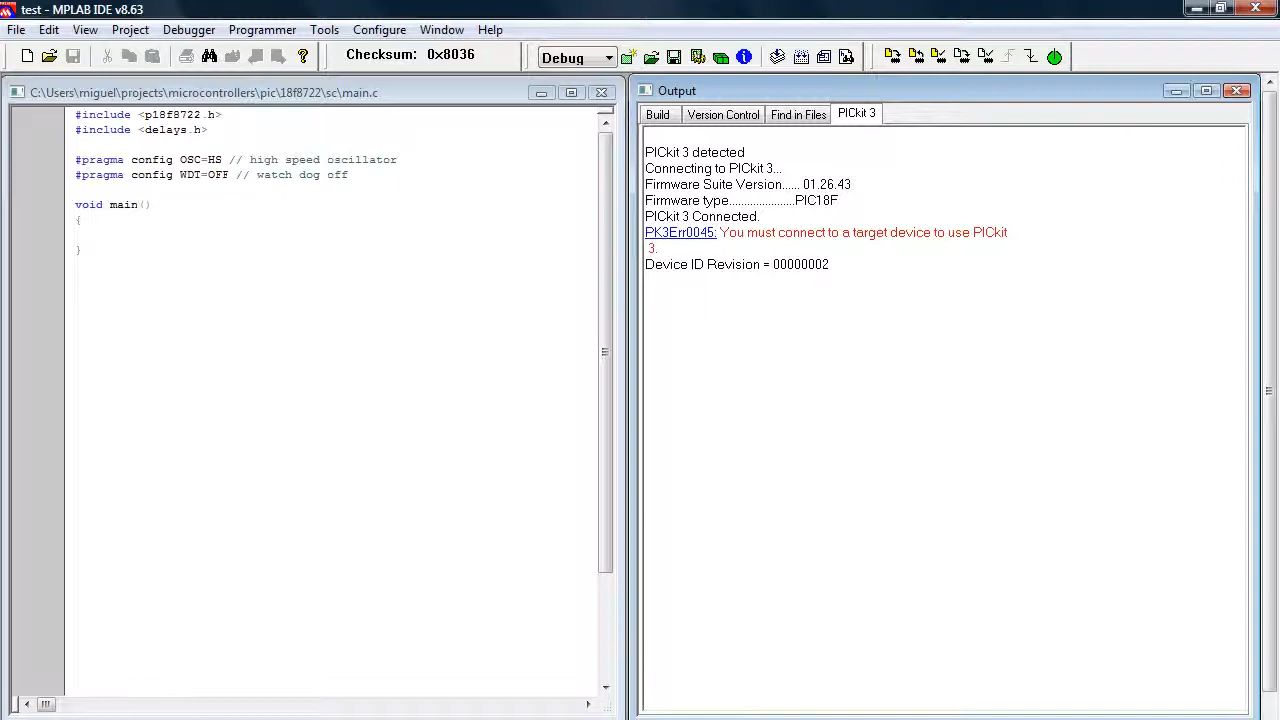 test - MPLAB IDE v8.63
File Edit View Project Debugger Programmer Tools Configure Window Help
Checksum: 0x8036
Debug
C:\Users\miguel\projects\microcontrollers\pic\18f8722\sc\main.c
#include <p18f8722.h>
#include <delays.h>
#pragma config OSC=HS // high speed oscillator
#pragma config WDT=OFF // watch dog off
void main()
{
}
Output
Build Version Control Find in Files PICkit 3
PICkit 3 detected
Connecting to PICkit 3...
Firmware Suite Version...... 01.26.43
Firmware type......................PIC18F
PICkit 3 Connected.
PK3Err0045: You must connect to a target device to use PICkit
3.
Device ID Revision = 00000002